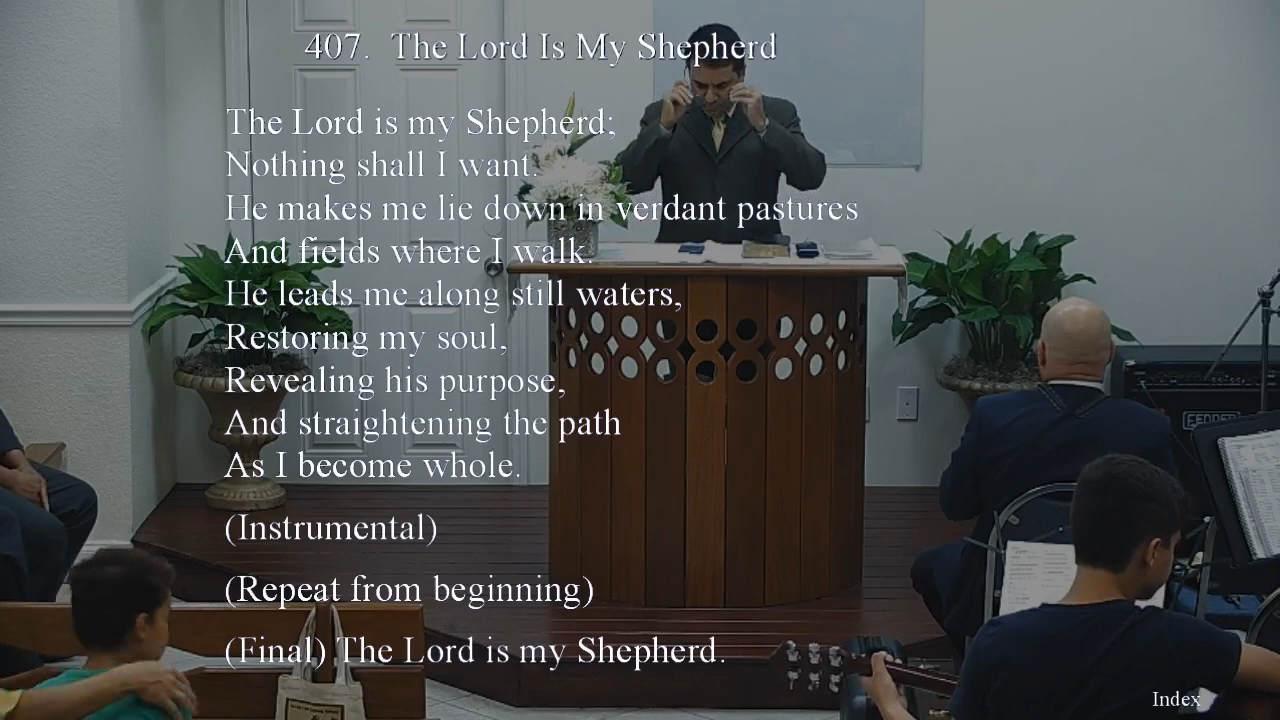 407. The Lord Is My Shepherd
The Lord is my Shepherd;
Nothing shall I want.
He makes me lie down in verdant pastures
And fields where I walk.
He leads me along still waters,
Restoring my soul,
Revealing his purpose,
And straightening the path
As I become whole.
(Instrumental)
(Repeat from beginning)
(Final) The Lord is my Shepherd.
FENDER
Index